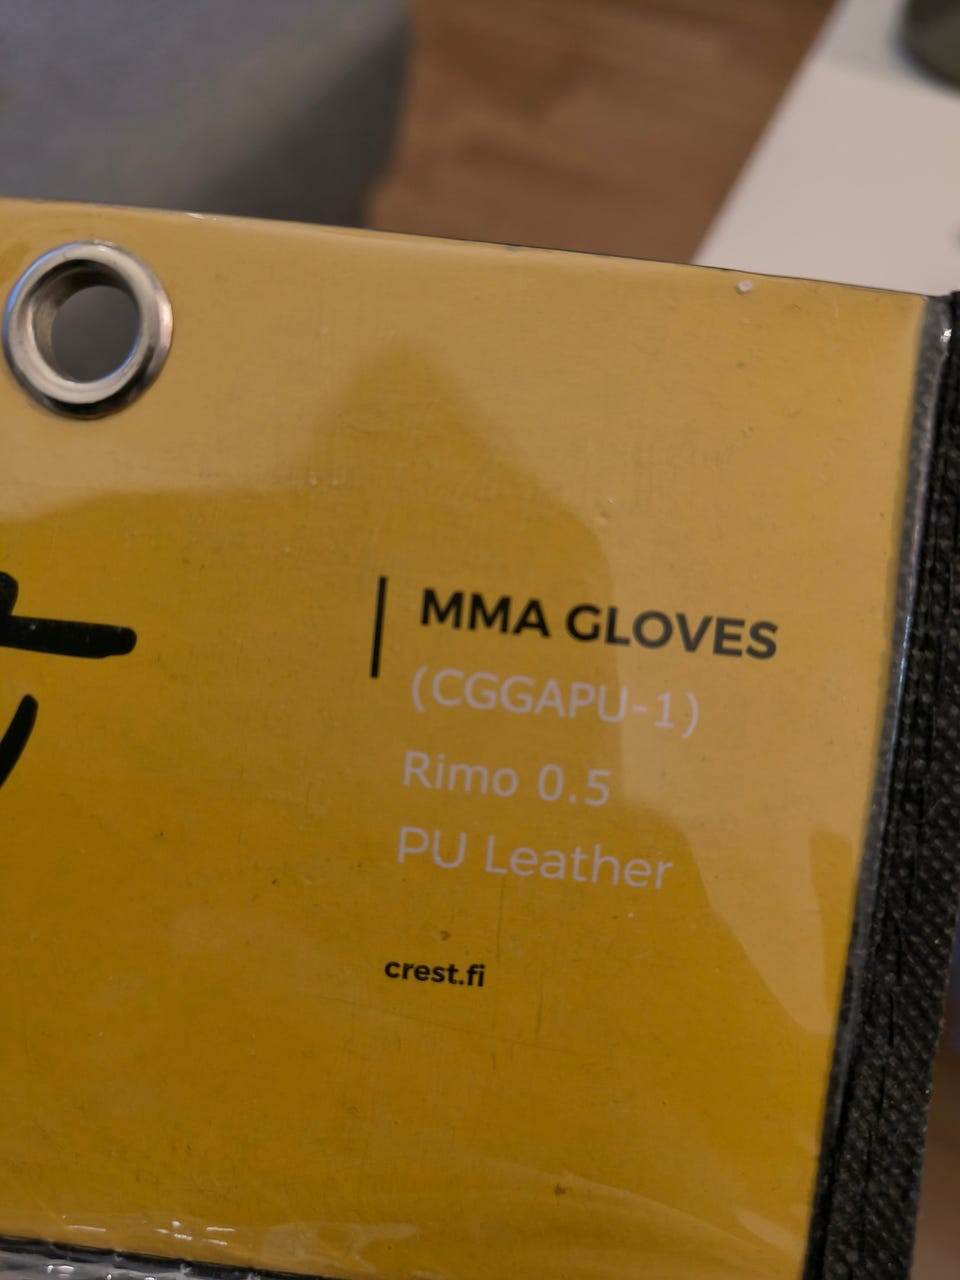 MMA GLOVES
(CGGAPU-1)
Rimo 0.5
PU Leather
crest.fi